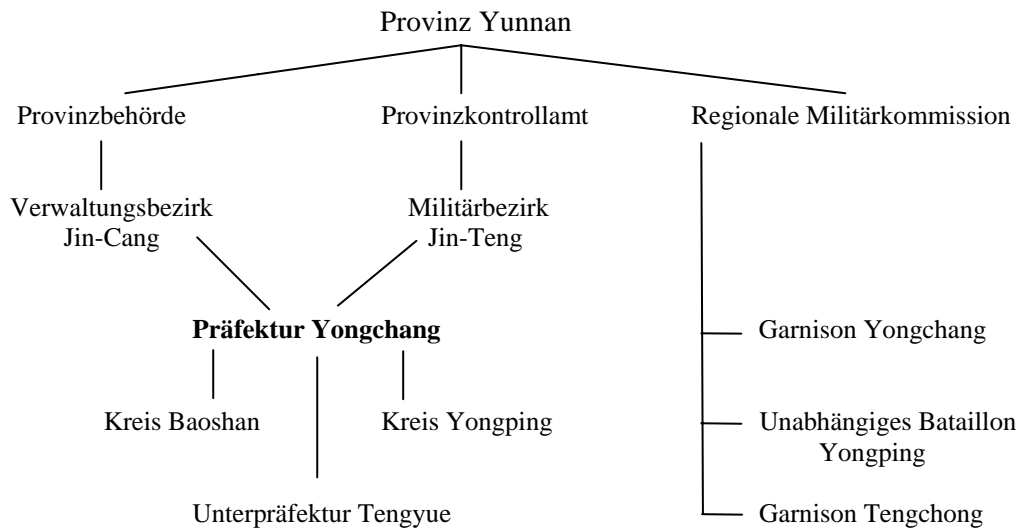 Provinz Yunnan
Provinzbehörde
Provinzkontrollamt
Regionale Militärkommission
Verwaltungsbezirk
Jin-Cang
Militärbezirk
Jin-Teng
Präfektur Yongchang
Garnison Yongchang
Kreis Baoshan
Kreis Yongping
Unabhängiges Bataillon
Yongping
Unterpräfektur Tengyue
Garnison Tengchong